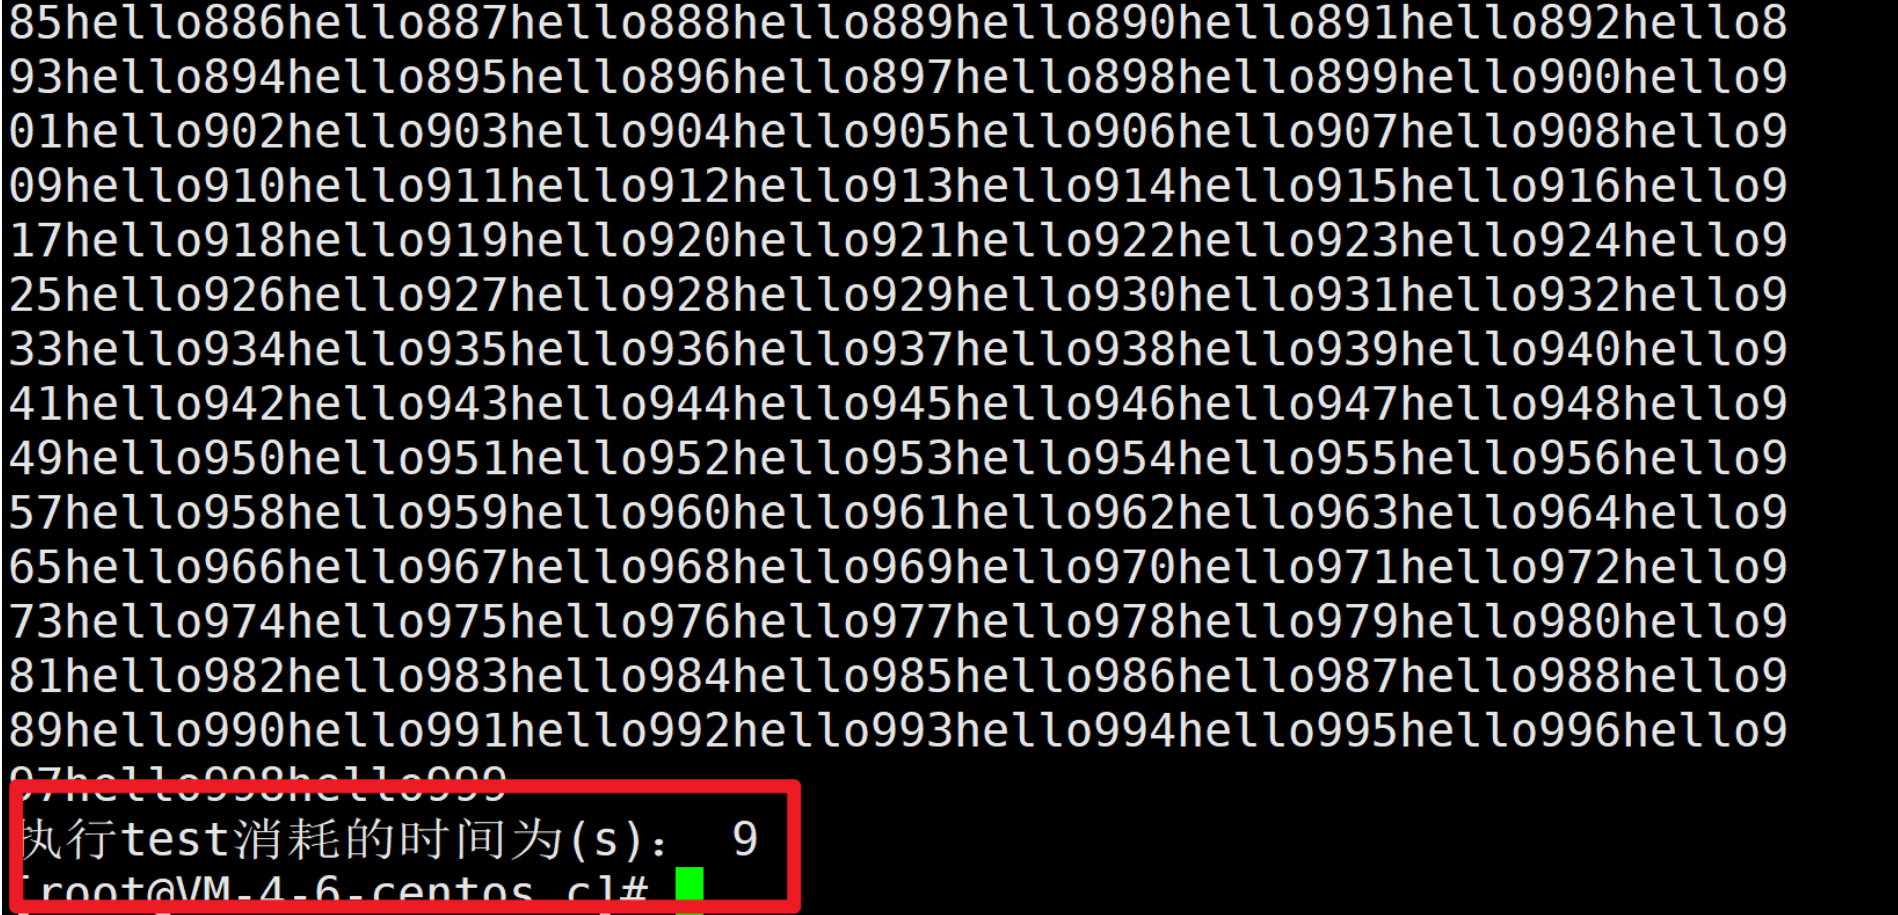 85hello886hello887hello888hello889hello890hello891hello892hello8
93hello894hello895hello896hello897hello898hello899hello900hello9
01hello902hello903hello904hello905hello906hello907hello908hello9
09hello910hello911hello912hello913hello914hello915hello916hello9
17hello918hello919hello920hello921hello922hello923hello924hello9
25hello926hello927hello928hello929hello930hello931hello932hello9
33hello934hello935hello936hello937hello938hello939hello940hello9
41hello942hello943hello944hello945hello946hello947hello948hello9
49hello950hello951hello952hello953hello954hello955hello956hello9
57hello958hello959hello960hello961hello962hello963hello964hello9
65hello966hello967hello968hello969hello970hello971hello972hello9
73hello974hello975hello976hello977hello978hello979hello980hello9
81hello982hello983hello984hello985hello986hello987hello988hello9
89hello990hello991hello992hello993hello994hello995hello996hello9
97hello998hello999
执行test消耗的时间为(s)： 9
[root@VM-4-6-centos c]#